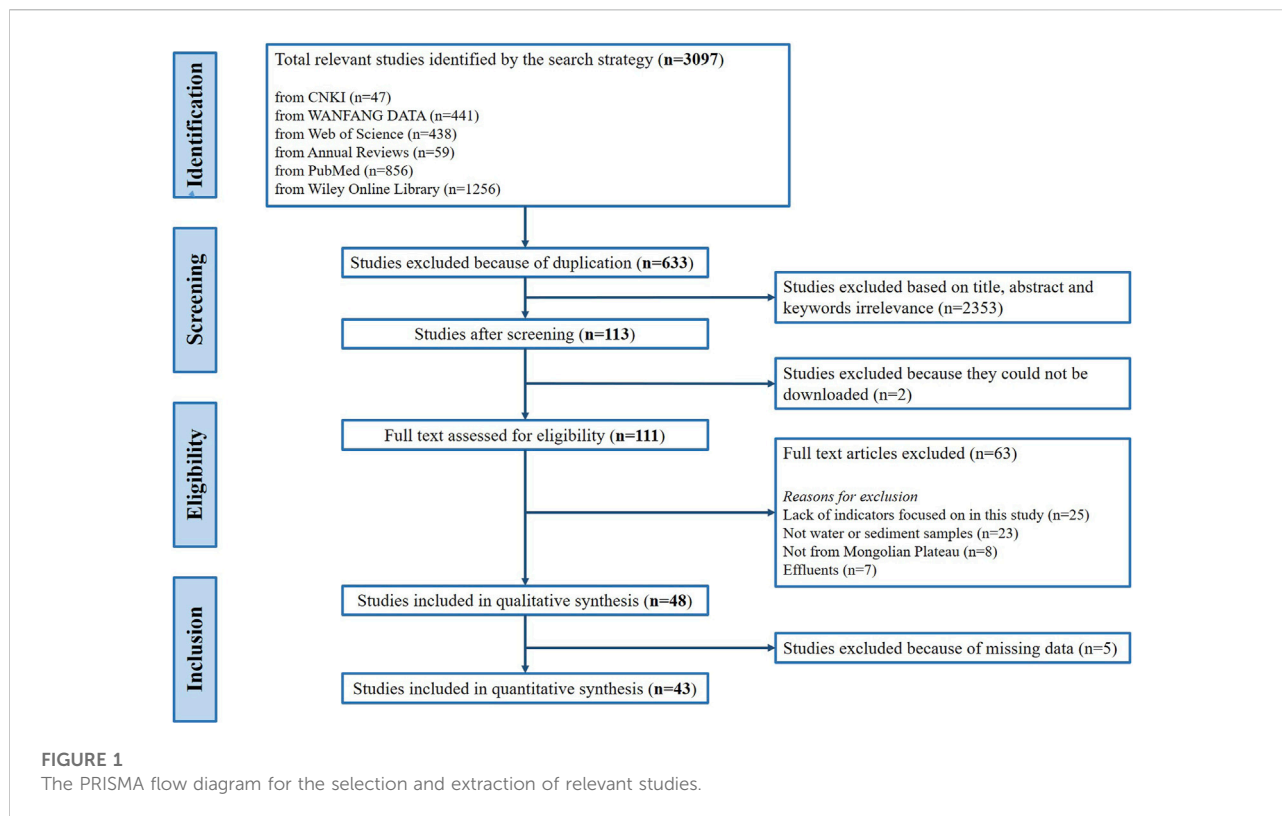 Identification
Total relevant studies identified by the search strategy (n=3097)
from CNKI (n=47)
from WANFANG DATA (n=441)
from Web of Science (n=438)
from Annual Reviews (n=59)
from PubMed (n=856)
from Wiley Online Library (n=1256)
Screening
Studies excluded because of duplication (n=633)
Studies excluded based on title, abstract and
keywords irrelevance (n=2353)
Studies after screening (n=113)
Studies excluded because they could not be
downloaded (n=2)
Eligibility
Full text assessed for eligibility (n=111)
Full text articles excluded (n=63)
Reasons for exclusion
Lack of indicators focused on in this study (n=25)
Not water or sediment samples (n=23)
Not from Mongolian Plateau (n=8)
Effluents (n=7)
Inclusion
Studies included in qualitative synthesis (n=48)
Studies excluded because of missing data (n=5)
Studies included in quantitative synthesis (n=43)
FIGURE 1
The PRISMA flow diagram for the selection and extraction of relevant studies.